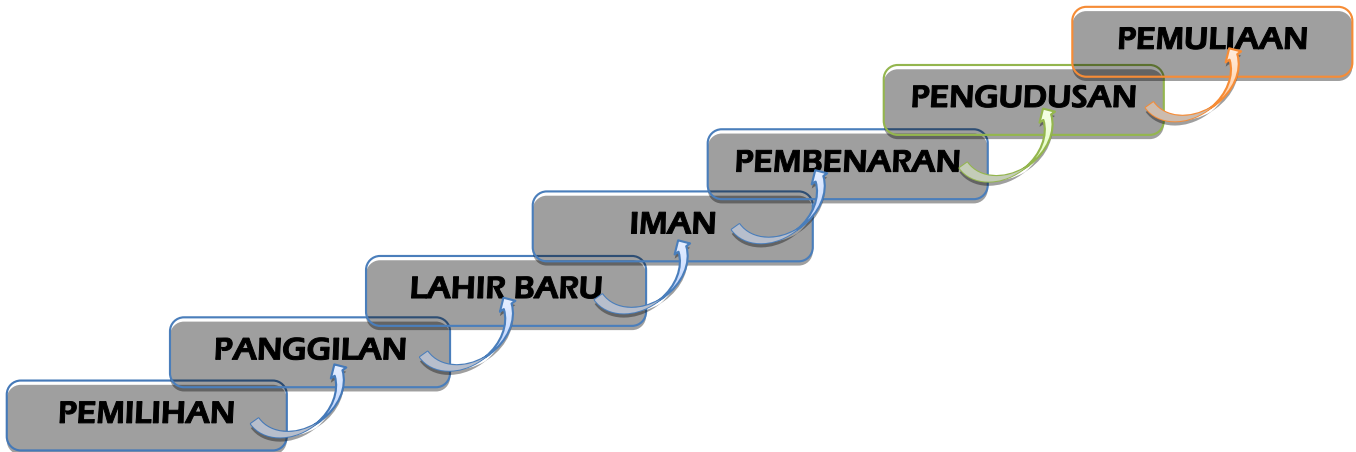 PEMULIAAN
PENGUDUSAN
PEMBENARAN
IMAN
LAHIR BARU
PANGGILAN
PEMILIHAN